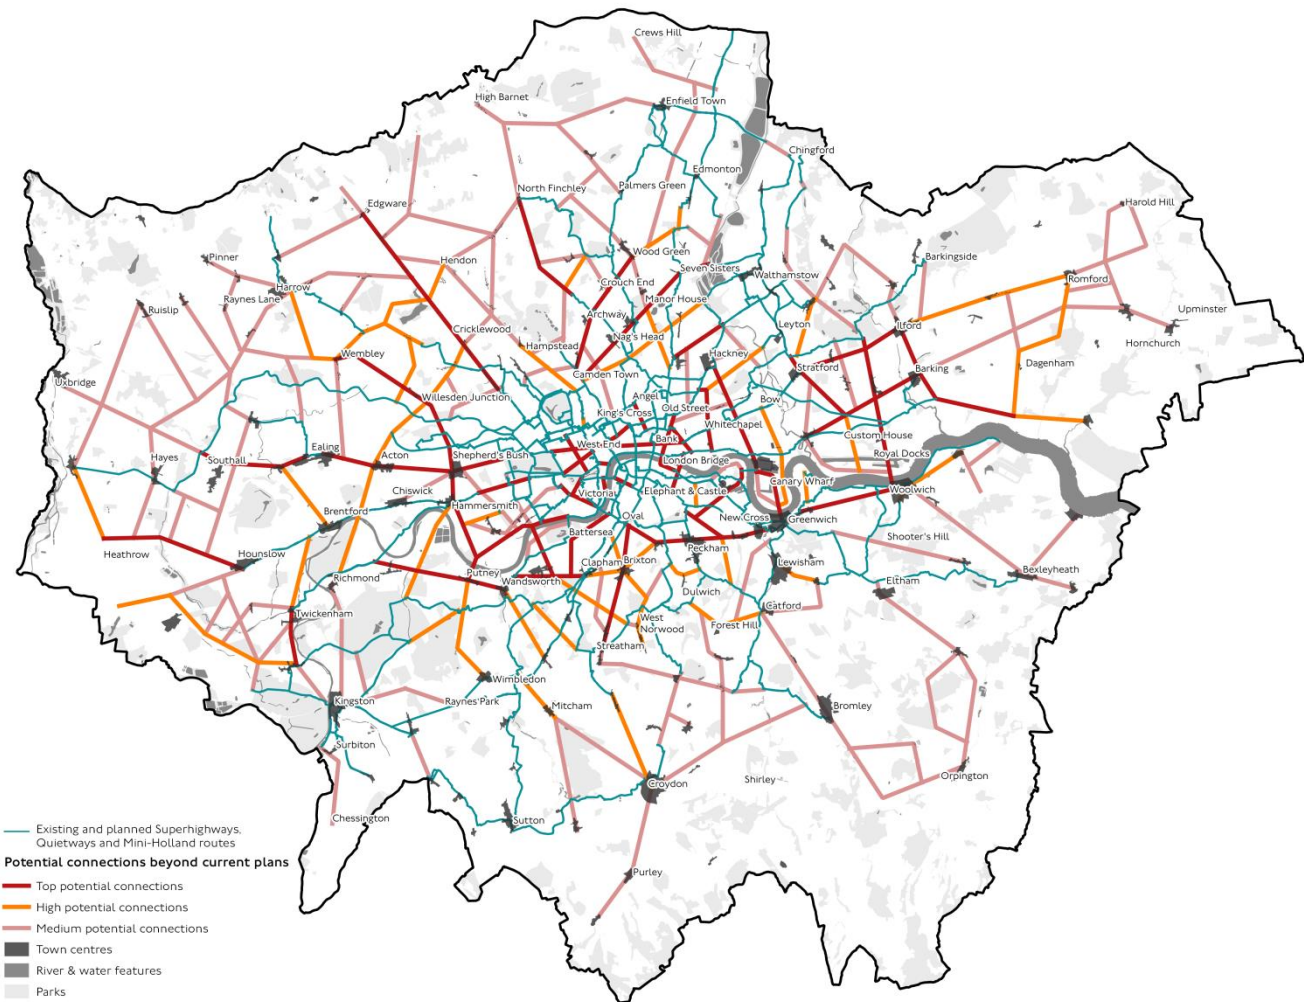 Crews Hill
High Barnet
Enfield Town
Chingford
Edmonton
North Finchley
Palmers Green
Edgware
Harold Hill
Wood Green
Pinner
Hendon
Seven Sisters
Barkingside
Walthamstow
Romford
Harrow
Crouch End
Raynes Lane
Manor House
Ruislip
Archway
Upminster
Cricklewood
Leyton
Ilford
Nag's Head
Hornchurch
Hampstead
Wembley
Hackney
Dagenham
Stratford
Barking
Camden Town
Uxbridge
Willesden Junction
Angel
Bow
King's Cross
Old Street
Whitechapel
Custom House
West End
Bank
Ealing
Shepherd's Bush
London Bridge
Royal Docks
Hayes
Southall
Acton
Canary Wharf
Chiswick
Victoria
Elephant & Castle
Woolwich
Hammersmith
Brentford
Oval
New Cross
Greenwich
Battersea
Shooter's Hill
Heathrow
Hounslow
Peckham
Clapham
Brixton
Lewisham
Bexleyheath
Richmond
Putney
Wandsworth
Eltham
Dulwich
Twickenham
Catford
West
Norwood
Forest Hill
Streatham
Wimbledon
Kingston
Raynes Park
Mitcham
Bromley
Surbiton
Orpington
Croydon
Shirley
Chessington
Sutton
Purley
Existing and planned Superhighways,
Quietways and Mini-Holland routes
Potential connections beyond current plans
Top potential connections
High potential connections
Medium potential connections
Town centres
River & water features
Parks